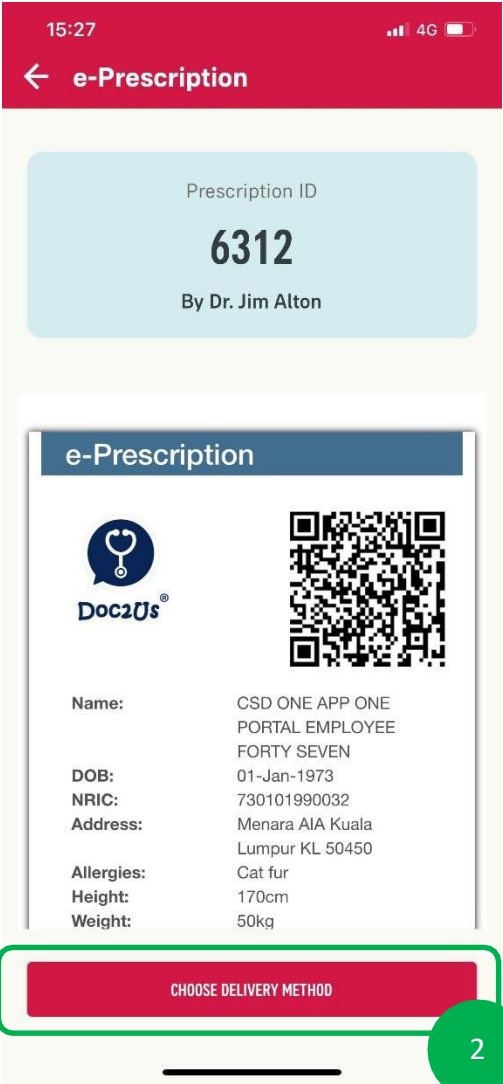 15:27 4G
e-Prescription
Prescription ID
6312
By Dr. Jim Alton
e-Prescription
Doc2Us®
Name: CSD ONE APP ONE
PORTAL EMPLOYEE
FORTY SEVEN
DOB: 01-Jan-1973
NRIC: 730101990032
Address: Menara AIA Kuala
Lumpur KL 50450
Allergies: Cat fur
Height: 170cm
Weight: 50kg
CHOOSE DELIVERY METHOD
2